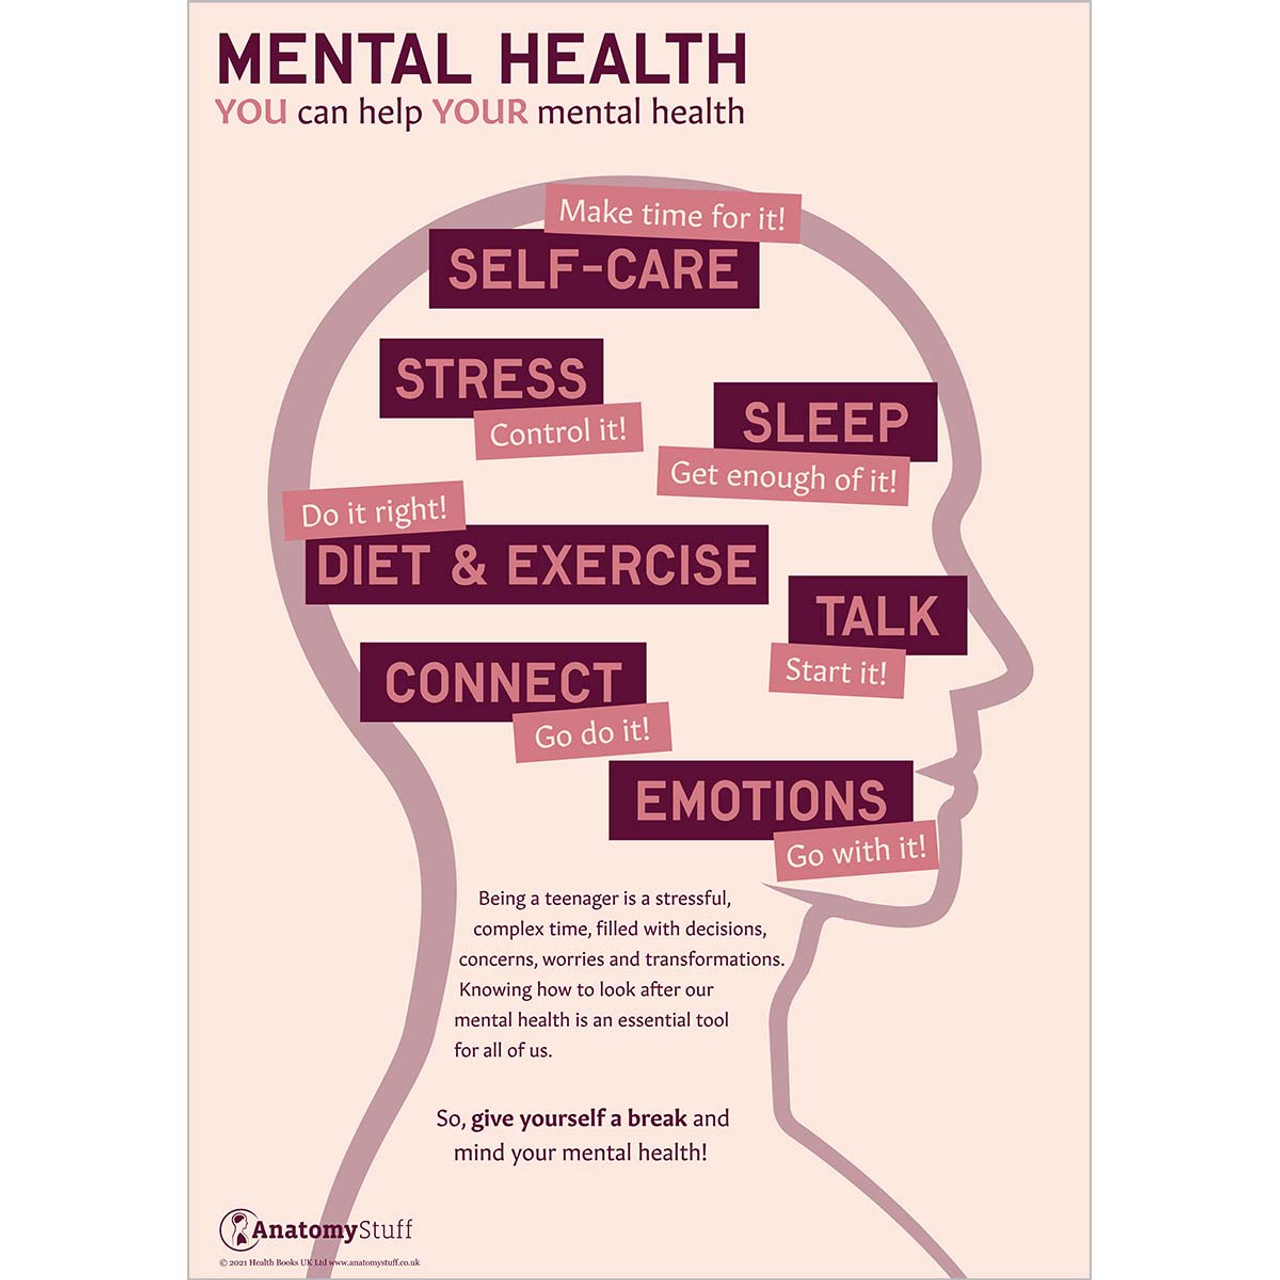 MENTAL HEALTH
YOU can help YOUR mental health
Make time for it!
SELF-CARE
STRESS
Control it!
SLEEP
Get enough of it!
Do it right!
DIET & EXERCISE
TALK
Start it!
CONNECT
Go do it!
EMOTIONS
Go with it!
Being a teenager is a stressful,
complex time, filled with decisions,
concerns, worries and transformations.
Knowing how to look after our
mental health is an essential tool
for all of us.
So, give yourself a break and
mind your mental health!
AnatomyStuff
© 2021 Health Books UK Ltd www.anatomystuff.co.uk